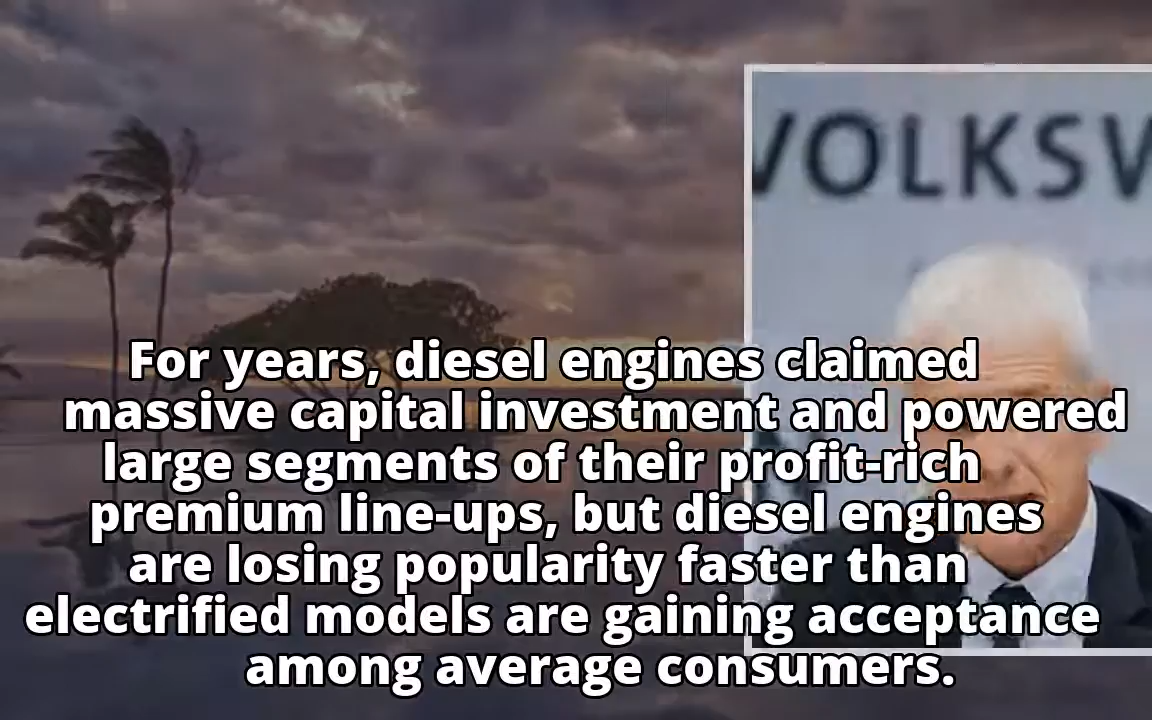 VOLKSW
For years, diesel engines claimed
massive capital investment and powered
large segments of their profit-rich
premium line-ups, but diesel engines
are losing popularity faster than
electrified models are gaining acceptance
among average consumers.